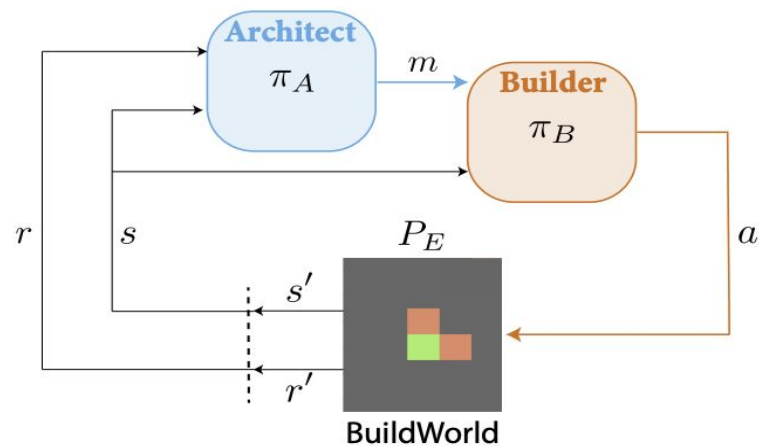 Architect
π_A
m
Builder
π_B
r
s
P_E
a
s′
r′
BuildWorld